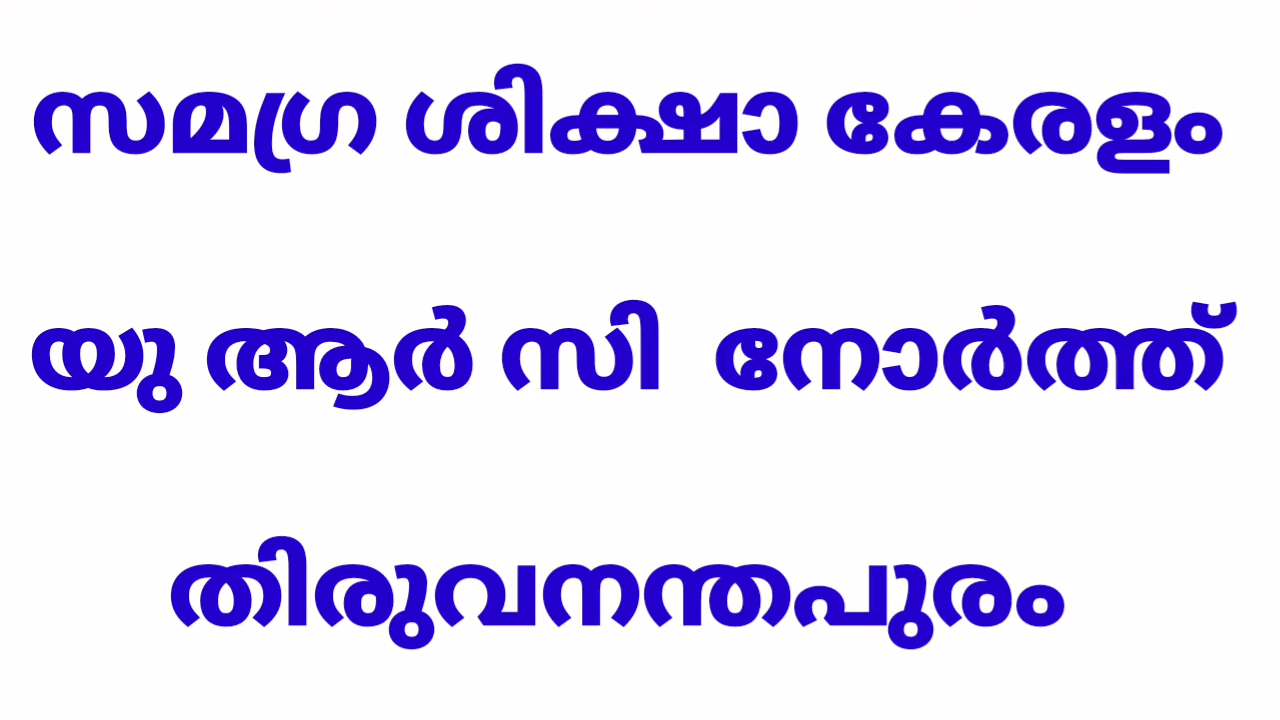 സമഗ്ര ശിക്ഷാ കേരളം
യു ആർ സി നോർത്ത്
തിരുവനന്തപുരം